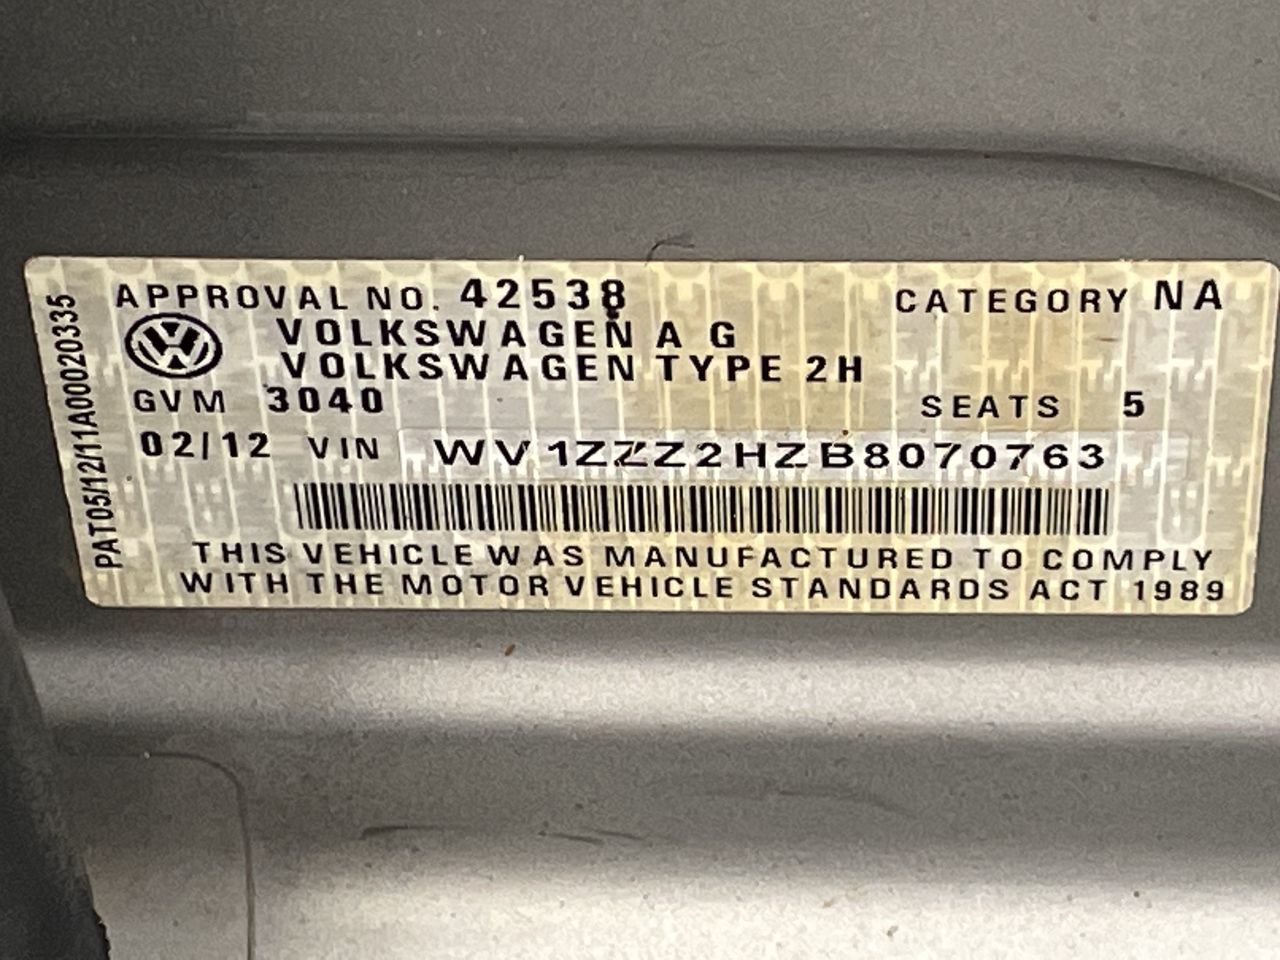 APPROVAL NO. 42538 CATEGORY NA
VOLKSWAGEN A G
VOLKSWAGEN TYPE 2H
GVM 3040 SEATS 5
02/12 VIN WV1ZZZ2HZB8070763
THIS VEHICLE WAS MANUFACTURED TO COMPLY
WITH THE MOTOR VEHICLE STANDARDS ACT 1989
PAT05/12/11A00020335